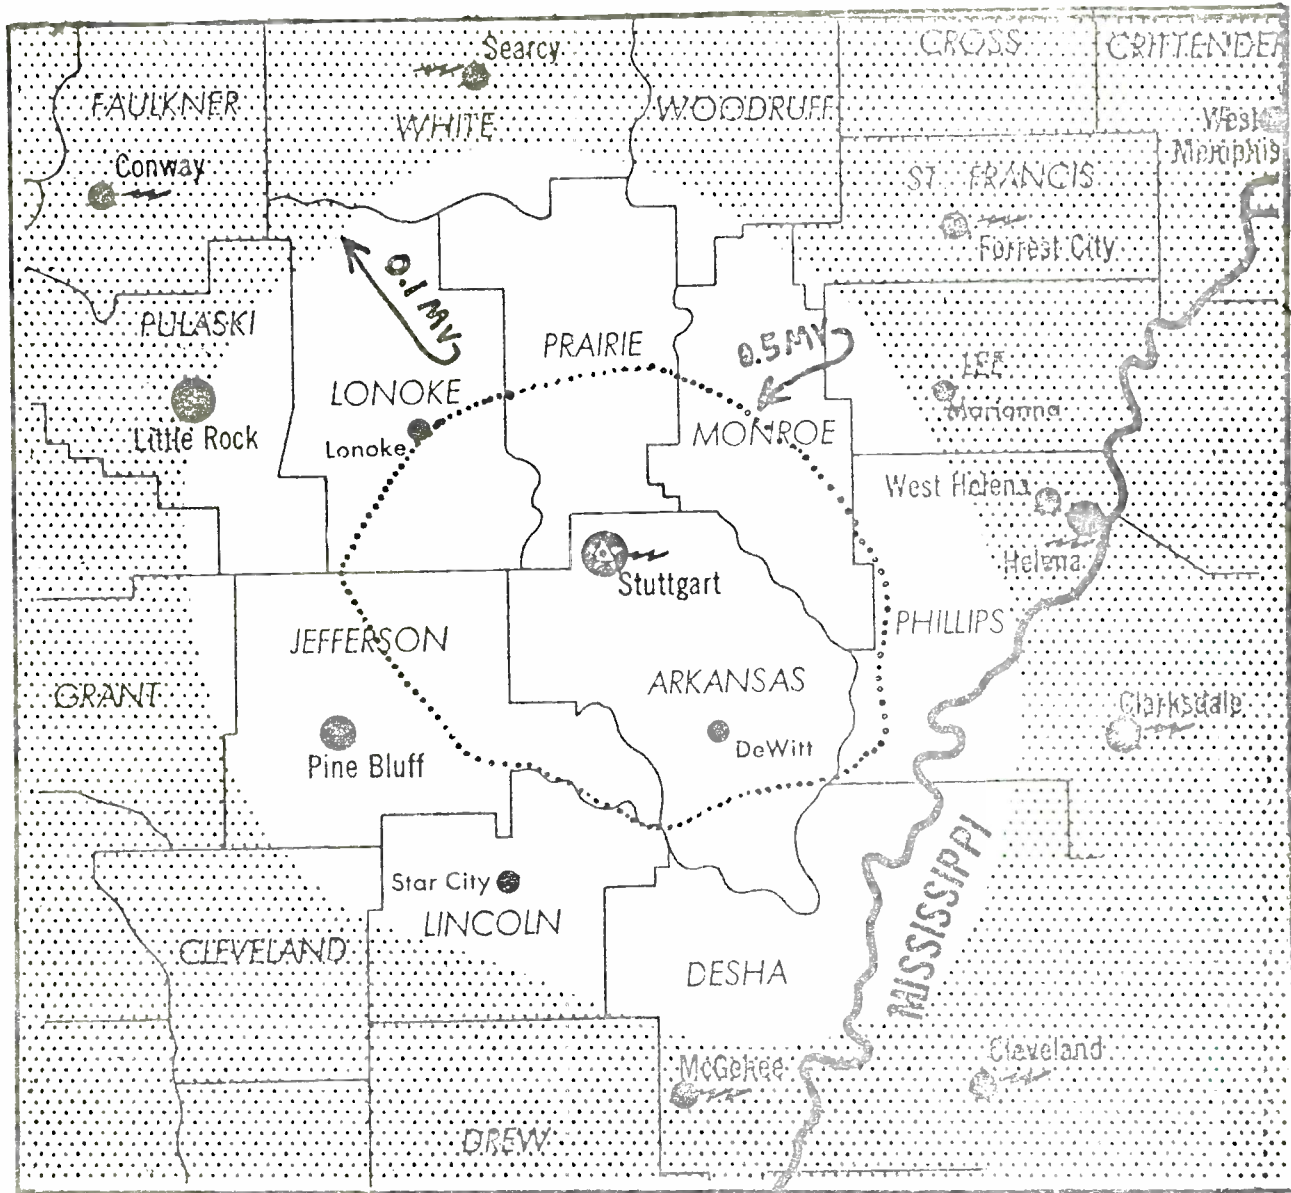 Searcy
CROSS
CRITTENDEN
FAULKNER
WHITE
WOODRUFF
West
Memphis
Conway
ST. FRANCIS
Forrest City
0.1 MV
PULASKI
PRAIRIE
0.5 MV
LEE
Marianna
LONOKE
Little Rock
Lonoke
MONROE
West Helena
Helena
Stuttgart
JEFFERSON
PHILLIPS
GRANT
ARKANSAS
Clarksdale
Pine Bluff
DeWitt
MISSISSIPPI
Star City
LINCOLN
CLEVELAND
DESHA
McGehee
Claveland
DREW